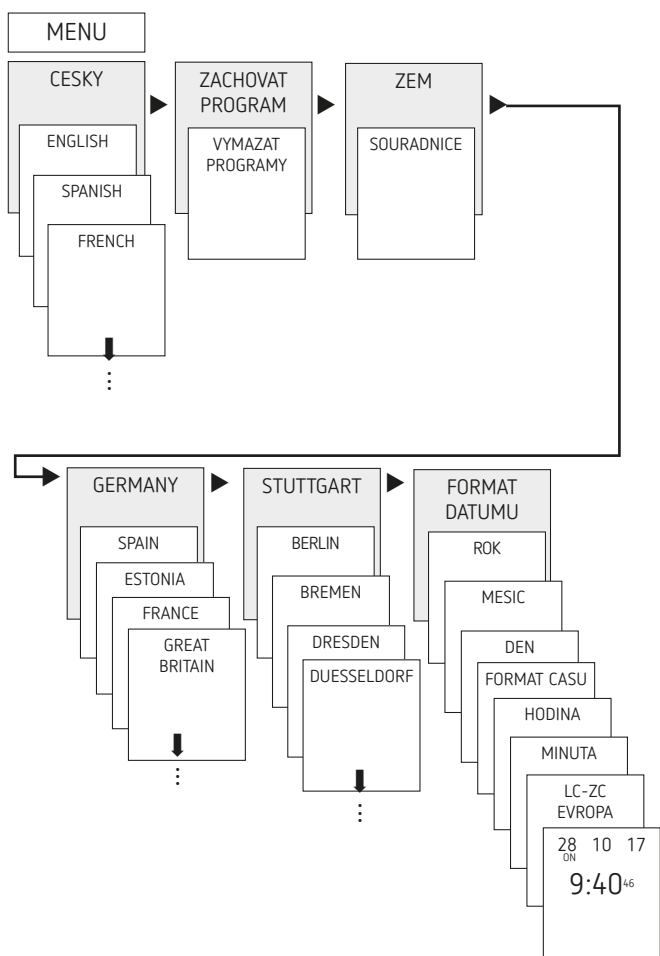 MENU
CESKY
ENGLISH
SPANISH
FRENCH
ZACHOVAT
PROGRAM
VYMAZAT
PROGRAMY
ZEM
SOURADNICE
GERMANY
SPAIN
ESTONIA
FRANCE
GREAT
BRITAIN
STUTTGART
BERLIN
BREMEN
DRESDEN
DUESSELDORF
FORMAT
DATUMU
ROK
MESIC
DEN
FORMAT CASU
HODINA
MINUTA
LC-ZC
EVROPA
28 10 17
ON
9:40 46